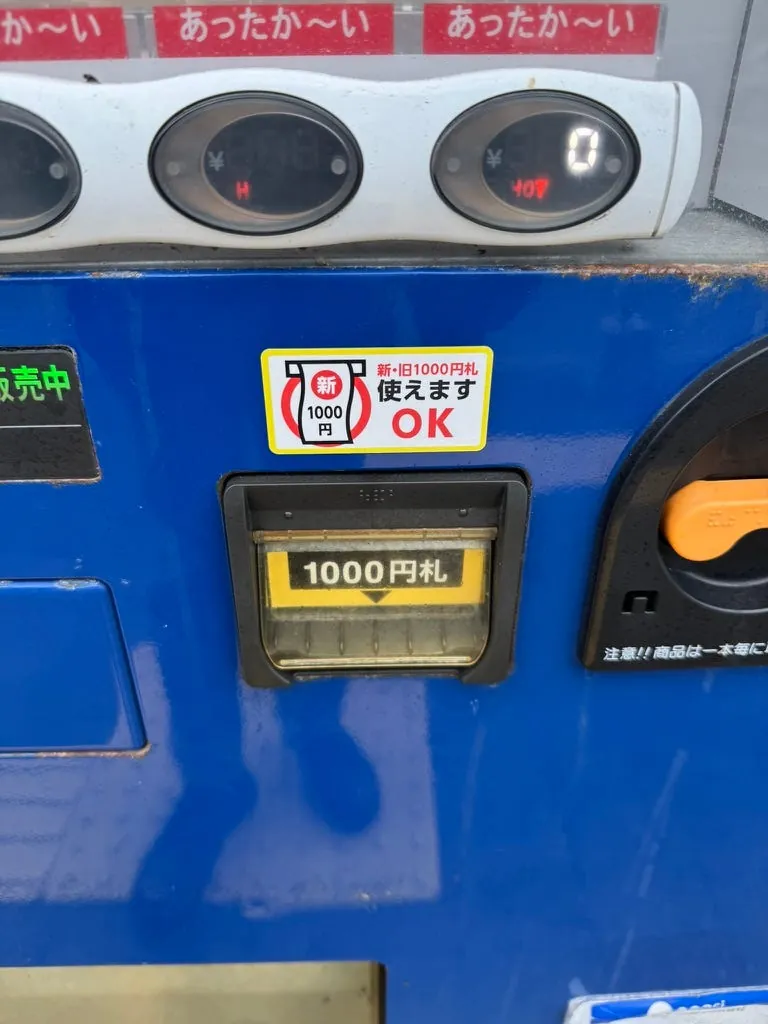 か〜い
あったか〜い
あったか〜い
¥
H
¥
0
販売中
新
1000
円
新・旧1000円札
使えます
OK
1000円札
注意!!商品は一本毎に